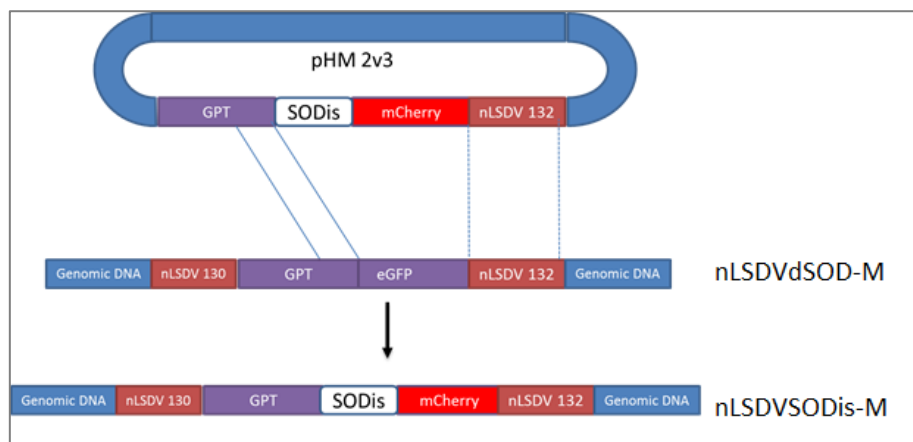 pHM 2v3
GPT SODis mCherry nLSDV 132
Genomic DNA nLSDV 130 GPT eGFP nLSDV 132 Genomic DNA nLSDVdSOD-M
Genomic DNA nLSDV 130 GPT SODis mCherry nLSDV 132 Genomic DNA nLSDVSODis-M